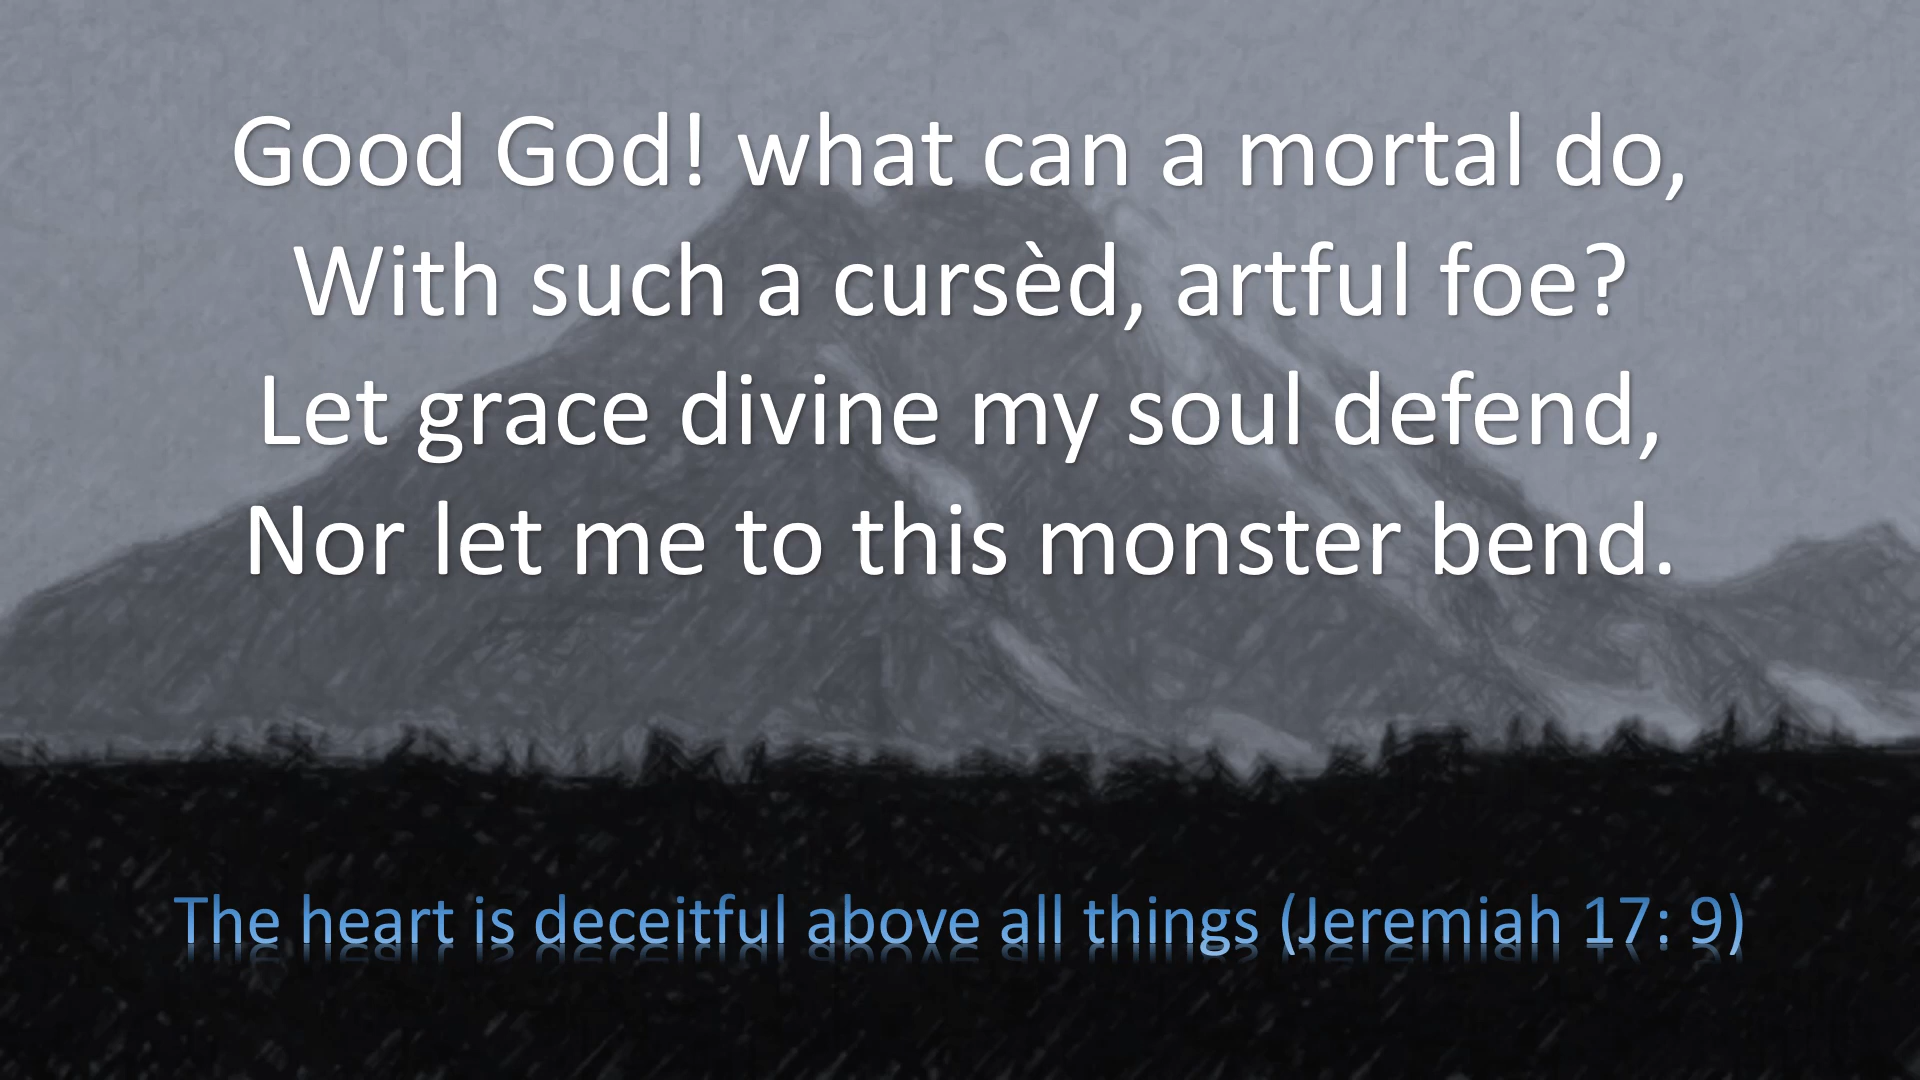 Good God! what can a mortal do,
With such a cursèd, artful foe?
Let grace divine my soul defend,
Nor let me to this monster bend.
The heart is deceitful above all things (Jeremiah 17: 9)